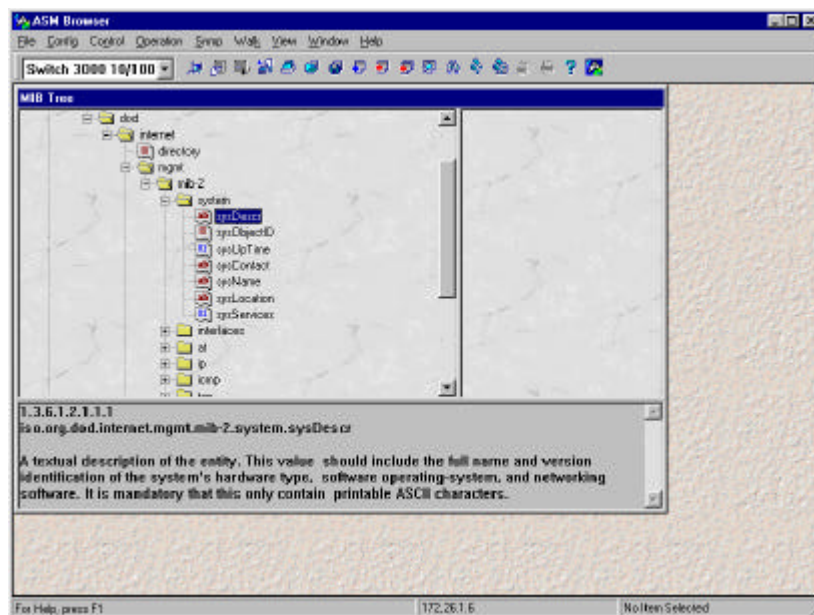 ASM Browser
File Config Control Operation Snmp Walk View Window Help
Switch 3000 10/100
MIB Tree
dod
internet
directory
mgmt
mib-2
system
sysDescr
sysObjectID
sysUpTime
sysContact
sysName
sysLocation
sysServices
interfaces
at
ip
icmp
1.3.6.1.2.1.1.1
iso.org.dod.internet.mgmt.mib-2.system.sysDescr
A textual description of the entity. This value should include the full name and version
identification of the system's hardware type, software operating-system, and networking
software. It is mandatory that this only contain printable ASCII characters.
For Help, press F1 172.26.1.6 No Item Selected